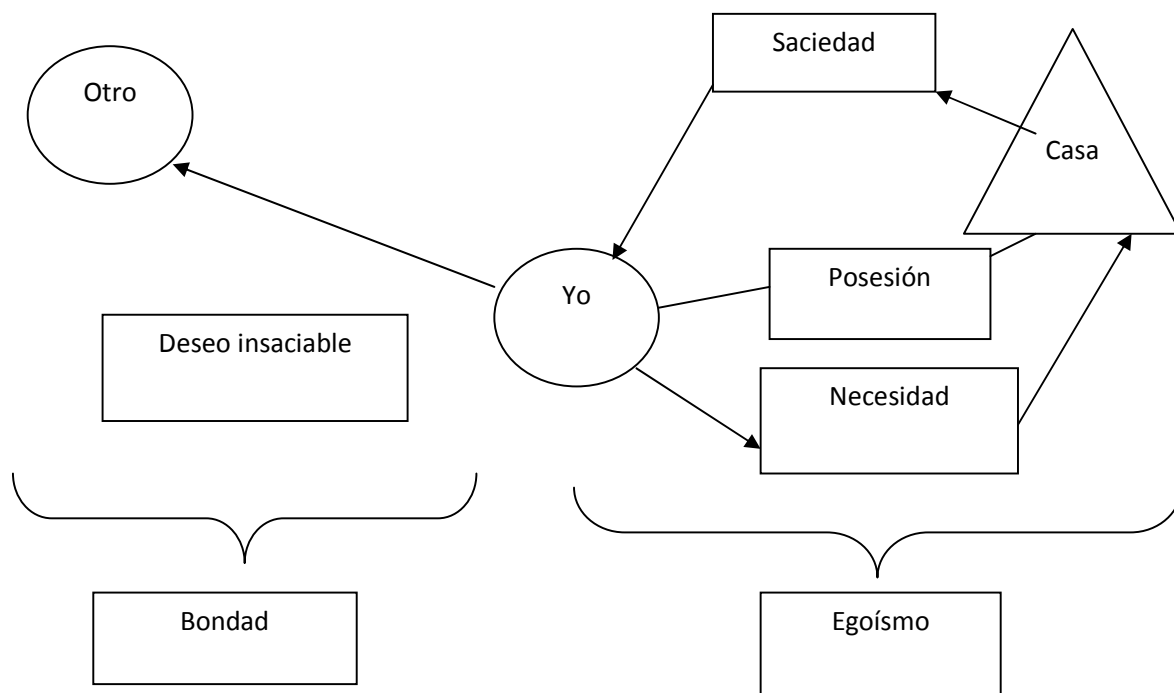 Saciedad
Otro
Casa
Posesión
Yo
Deseo insaciable
Necesidad
Bondad
Egoísmo